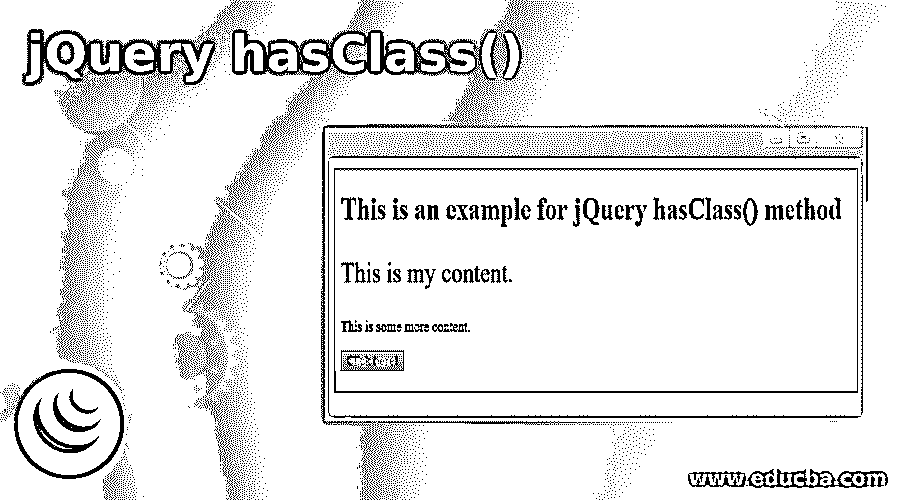 jQuery hasClass()
This is an example for jQuery hasClass() method
This is my content.
This is some more content.
www.educba.com